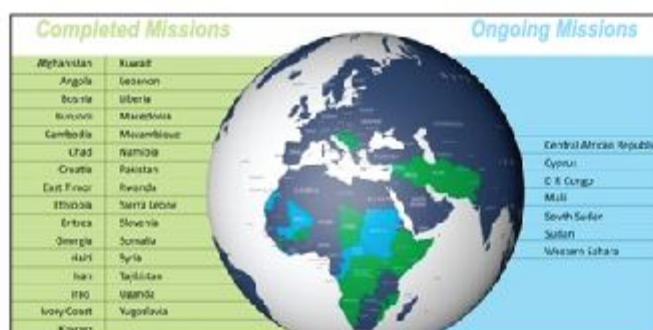 Completed Missions
Ongoing Missions
Afghanistan
Angola
Bosnia
Burundi
Cambodia
Chad
Croatia
East Timor
Ethiopia
Eritrea
Georgia
Haiti
Iran
Iraq
Ivory Coast
Kuwait
Lebanon
Liberia
Macedonia
Mozambique
Namibia
Pakistan
Rwanda
Sierra Leone
Slovenia
Somalia
Syria
Tajikistan
Uganda
Yugoslavia
Central African Republic
Cyprus
D R Congo
Mali
South Sudan
Sudan
Western Sahara